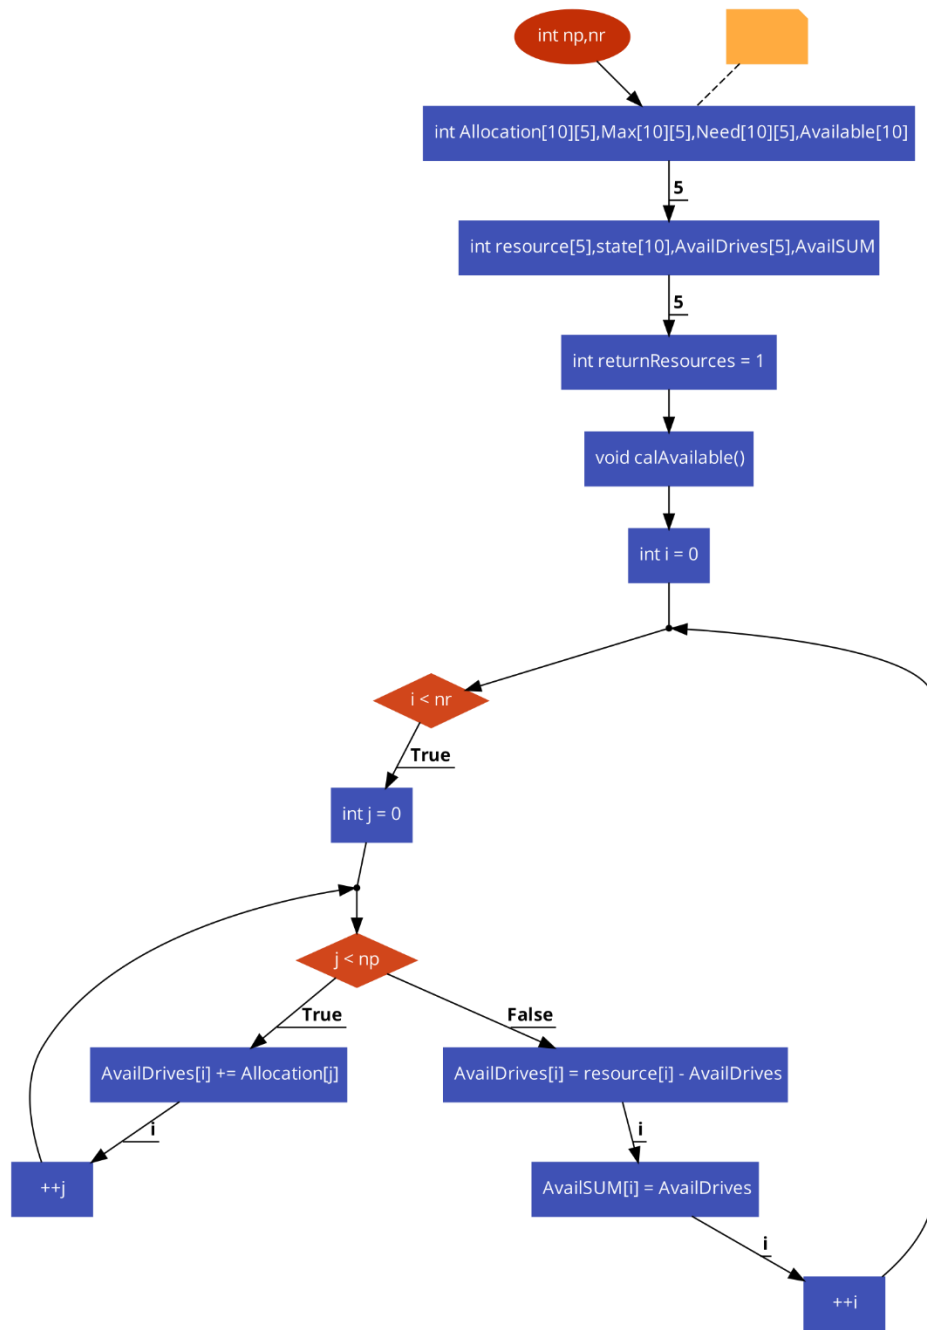 int np,nr
int Allocation[10][5],Max[10][5],Need[10][5],Available[10]
5
int resource[5],state[10],AvailDrives[5],AvailSUM
5
int returnResources = 1
void calAvailable()
int i = 0
i < nr
True
int j = 0
j < np
True
False
AvailDrives[i] += Allocation[j]
AvailDrives[i] = resource[i] - AvailDrives
i
i
++j
AvailSUM[i] = AvailDrives
i
++i